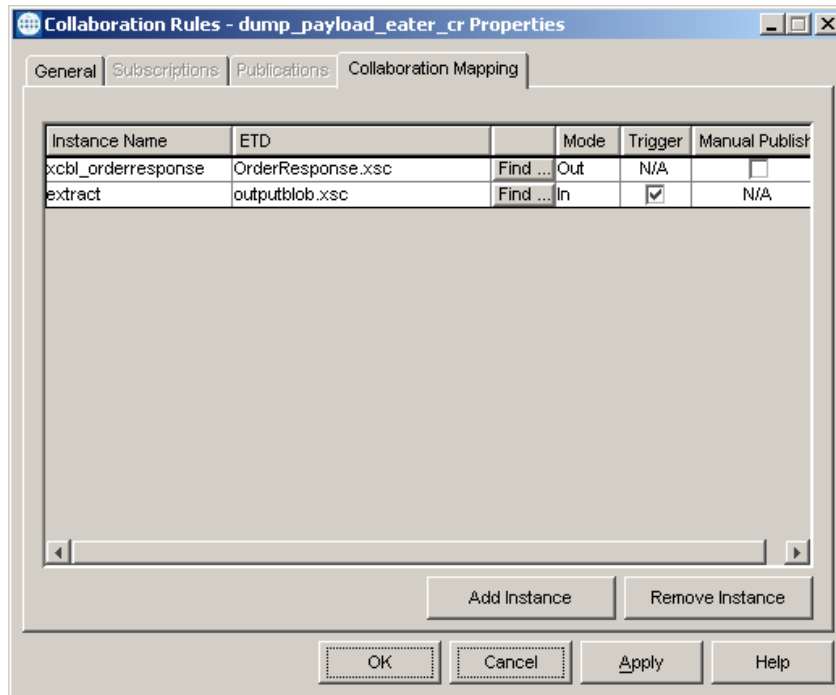 Collaboration Rules - dump_payload_eater_cr Properties
General Subscriptions Publications Collaboration Mapping
Instance Name ETD Mode Trigger Manual Publish
xcbl_orderresponse OrderResponse.xsc Find ... Out N/A
extract outputblob.xsc Find ... In N/A
Add Instance Remove Instance
OK Cancel Apply Help